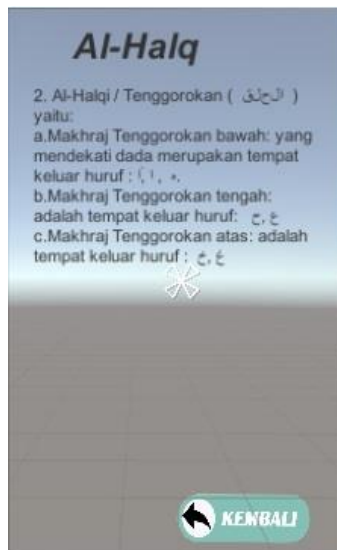 Al-Halq
2. Al-Halqi / Tenggorokan ( الحلق )
yaitu:
a.Makhraj Tenggorokan bawah: yang
mendekati dada merupakan tempat
keluar huruf :
b.Makhraj Tenggorokan tengah:
adalah tempat keluar huruf: ح, ع
c.Makhraj Tenggorokan atas: adalah
tempat keluar huruf : خ, غ
KEMBALI